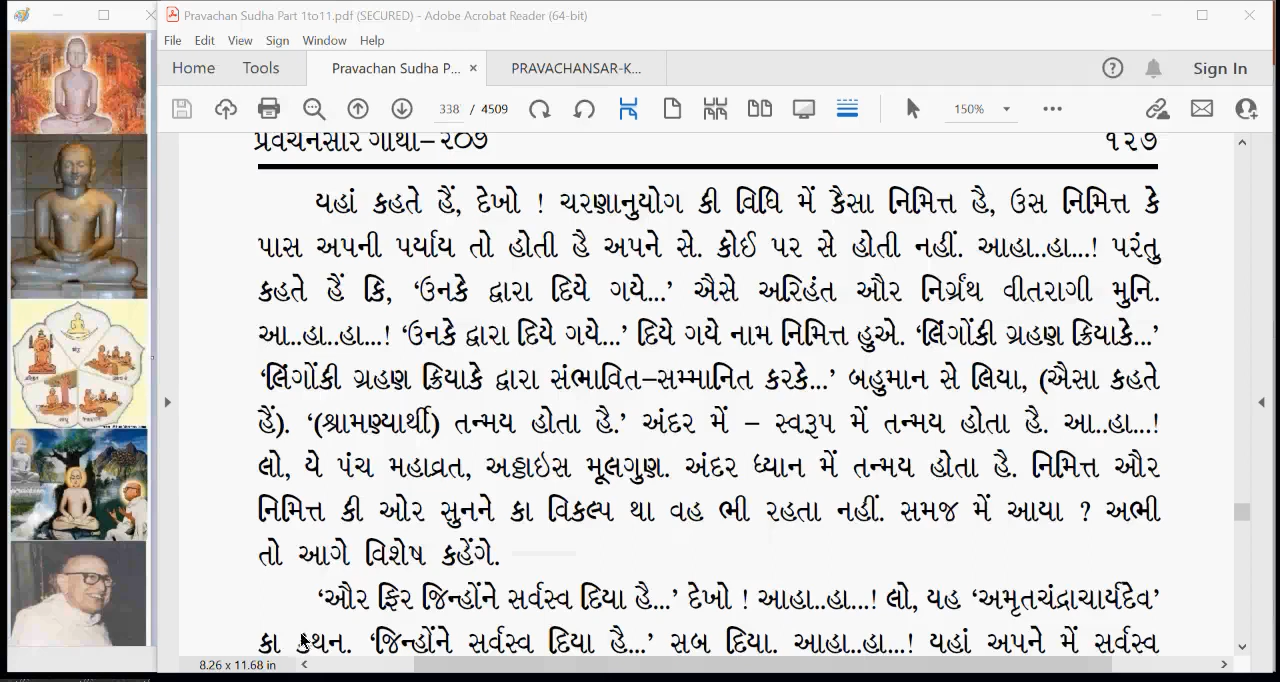 Pravachan Sudha Part 1to11.pdf (SECURED) - Adobe Acrobat Reader (64-bit)
File Edit View Sign Window Help
Home Tools Pravachan Sudha P... × PRAVACHANSAR-K... Sign In
338 / 4509 150%
પ્રવચનસાર ગાથા–૨૦૭ ૧૨૭
યહાં કહતે હૈં, દેખો ! ચરણાનુયોગ કી વિધિ મેં કૈસા નિમિત્ત હૈ, ઉસ નિમિત્ત કે
પાસ અપની પર્યાય તો હોતી હૈ અપને સે. કોઈ પર સે હોતી નહીં. આહા..હા...! પરંતુ
કહતે હૈં કિ, ‘ઉનકે દ્વારા દિયે ગયે...’ ઐસે અરિહંત ઔર નિર્ગ્રંથ વીતરાગી મુનિ.
આ..હા..હા...! ‘ઉનકે દ્વારા દિયે ગયે...’ દિયે ગયે નામ નિમિત્ત હુએ. ‘લિંગોંકી ગ્રહણ ક્રિયાકે...’
‘લિંગોંકી ગ્રહણ ક્રિયાકે દ્વારા સંભાવિત–સમ્માનિત કરકે...’ બહુમાન સે લિયા, (ઐસા કહતે
હૈં). ‘(શ્રામણ્યાર્થી) તન્મય હોતા હૈ.’ અંદર મેં – સ્વરૂપ મેં તન્મય હોતા હૈ. આ..હા...!
લો, યે પંચ મહાવ્રત, અઠ્ઠાઇસ મૂલગુણ. અંદર ધ્યાન મેં તન્મય હોતા હૈ. નિમિત્ત ઔર
નિમિત્ત કી ઓર સુનને કા વિકલ્પ થા વહ ભી રહતા નહીં. સમજ મેં આયા ? અભી
તો આગે વિશેષ કહેંગે.
‘ઔર ફિર જિન્હોંને સર્વસ્વ દિયા હૈ...’ દેખો ! આહા..હા...! લો, યહ ‘અમૃતચંદ્રાચાર્યદેવ’
કા કથન. ‘જિન્હોંને સર્વસ્વ દિયા હૈ...’ સબ દિયા. આહા..હા...! યહાં અપને મેં સર્વસ્વ
8.26 x 11.68 in